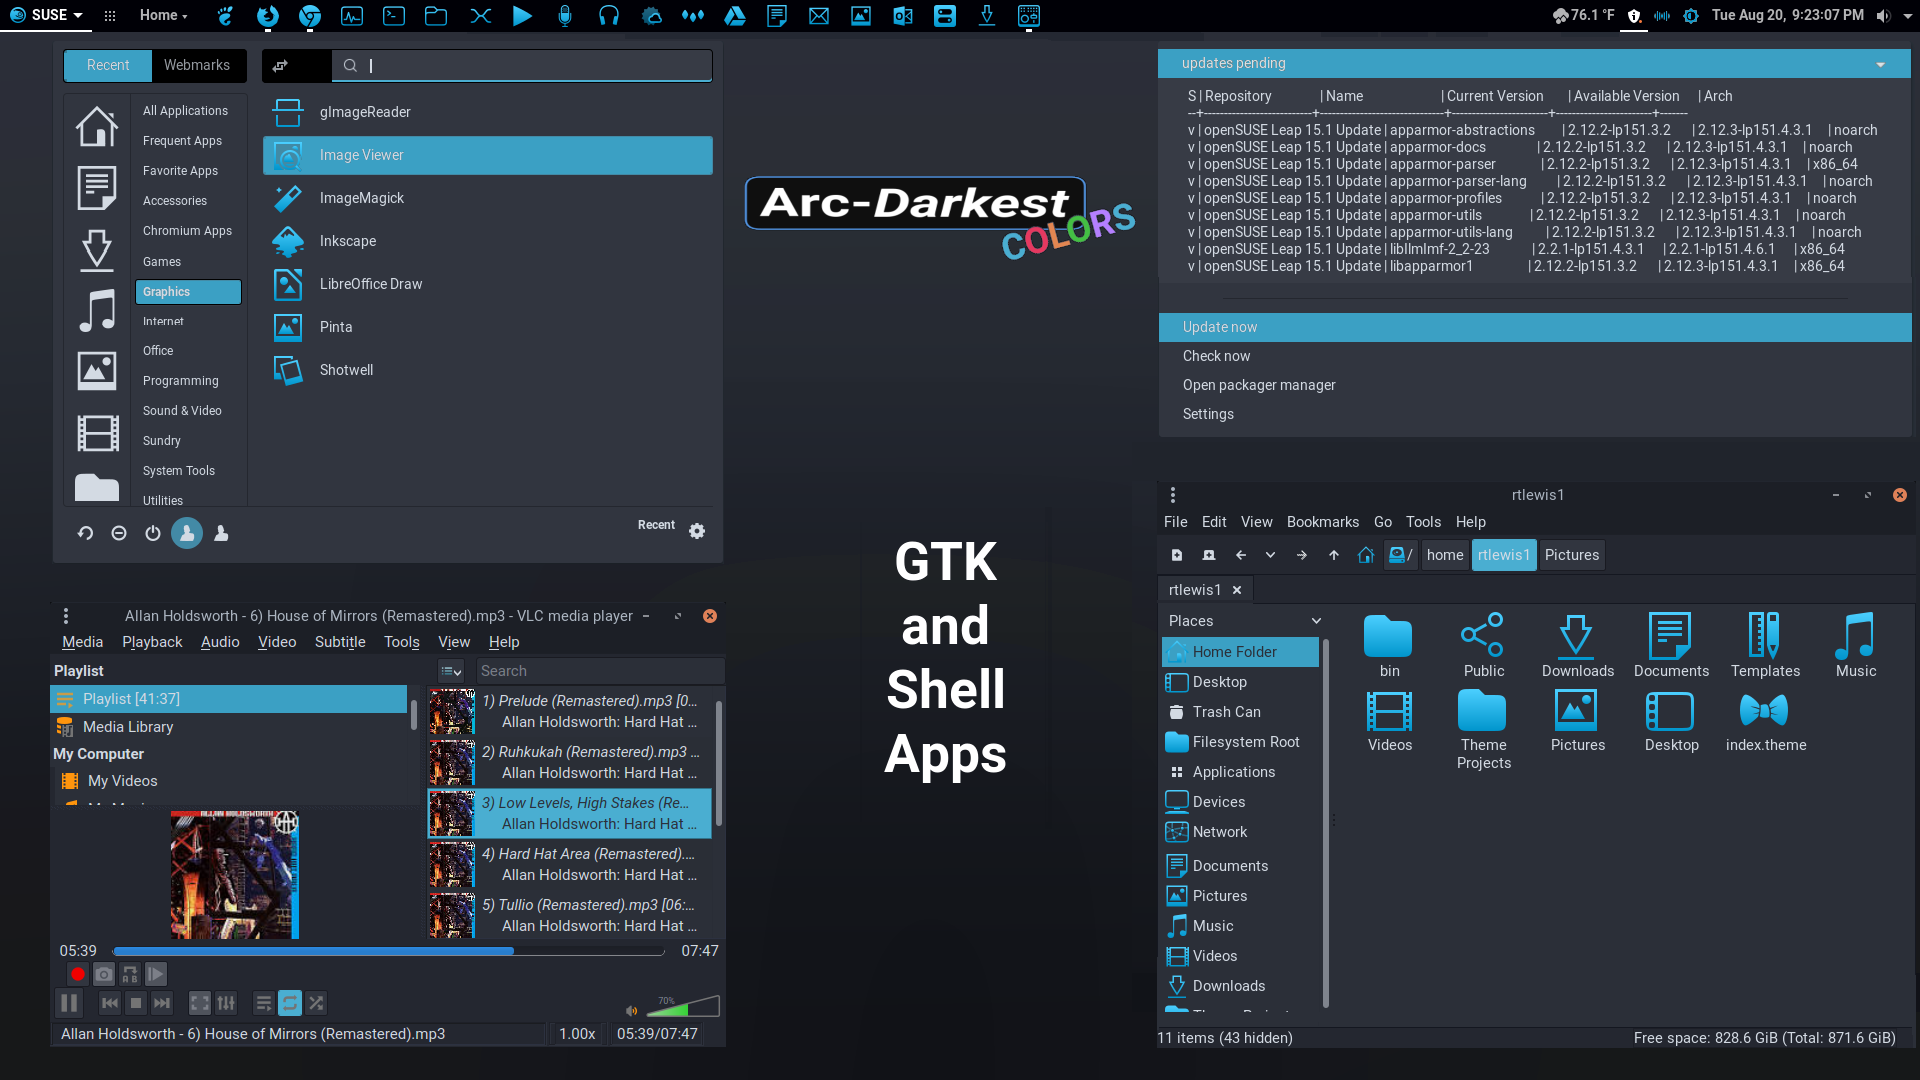 SUSE
Home
76.1 °F
Tue Aug 20, 9:23:07 PM
Recent
Webmarks
All Applications
Frequent Apps
Favorite Apps
Accessories
Chromium Apps
Games
Graphics
Internet
Office
Programming
Sound & Video
Sundry
System Tools
Utilities
gImageReader
Image Viewer
ImageMagick
Inkscape
LibreOffice Draw
Pinta
Shotwell
Recent
Arc-Darkest
COLORS
updates pending
S | Repository | Name | Current Version | Available Version | Arch
--+---------------------------+-------------------------------+------------------------+------------------------+-------
v | openSUSE Leap 15.1 Update | apparmor-abstractions | 2.12.2-lp151.3.2 | 2.12.3-lp151.4.3.1 | noarch
v | openSUSE Leap 15.1 Update | apparmor-docs | 2.12.2-lp151.3.2 | 2.12.3-lp151.4.3.1 | noarch
v | openSUSE Leap 15.1 Update | apparmor-parser | 2.12.2-lp151.3.2 | 2.12.3-lp151.4.3.1 | x86_64
v | openSUSE Leap 15.1 Update | apparmor-parser-lang | 2.12.2-lp151.3.2 | 2.12.3-lp151.4.3.1 | noarch
v | openSUSE Leap 15.1 Update | apparmor-profiles | 2.12.2-lp151.3.2 | 2.12.3-lp151.4.3.1 | noarch
v | openSUSE Leap 15.1 Update | apparmor-utils | 2.12.2-lp151.3.2 | 2.12.3-lp151.4.3.1 | noarch
v | openSUSE Leap 15.1 Update | apparmor-utils-lang | 2.12.2-lp151.3.2 | 2.12.3-lp151.4.3.1 | noarch
v | openSUSE Leap 15.1 Update | libIlmImf-2_2-23 | 2.2.1-lp151.4.3.1 | 2.2.1-lp151.4.6.1 | x86_64
v | openSUSE Leap 15.1 Update | libapparmor1 | 2.12.2-lp151.3.2 | 2.12.3-lp151.4.3.1 | x86_64
Update now
Check now
Open packager manager
Settings
GTK
and
Shell
Apps
Allan Holdsworth - 6) House of Mirrors (Remastered).mp3 - VLC media player
Media Playback Audio Video Subtitle Tools View Help
Playlist
Search
Playlist [41:37]
Media Library
My Computer
My Videos
ALLAN HOLDSWORTH
1) Prelude (Remastered).mp3 [0...
Allan Holdsworth: Hard Hat ...
2) Ruhkukah (Remastered).mp3 ...
Allan Holdsworth: Hard Hat ...
3) Low Levels, High Stakes (Re...
Allan Holdsworth: Hard Hat ...
4) Hard Hat Area (Remastered)....
Allan Holdsworth: Hard Hat ...
5) Tullio (Remastered).mp3 [06:...
Allan Holdsworth: Hard Hat ...
05:39
07:47
A B
70%
Allan Holdsworth - 6) House of Mirrors (Remastered).mp3
1.00x
05:39/07:47
rtlewis1
File Edit View Bookmarks Go Tools Help
/ home rtlewis1 Pictures
rtlewis1
Places
Home Folder
Desktop
Trash Can
Filesystem Root
Applications
Devices
Network
Documents
Pictures
Music
Videos
Downloads
bin
Public
Downloads
Documents
Templates
Music
Videos
Theme
Projects
Pictures
Desktop
index.theme
11 items (43 hidden)
Free space: 828.6 GiB (Total: 871.6 GiB)